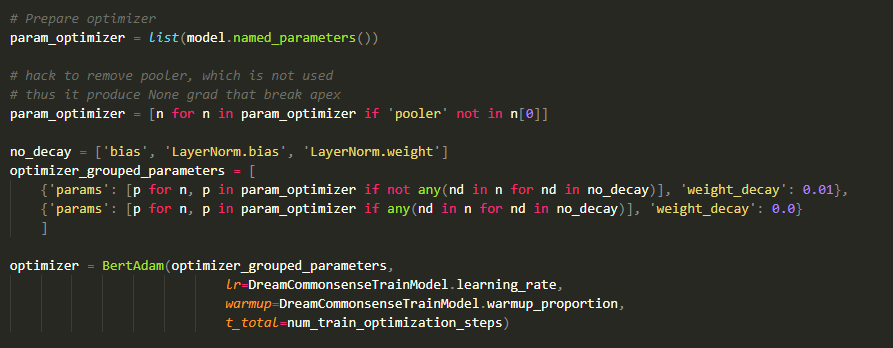 # Prepare optimizer
param_optimizer = list(model.named_parameters())
# hack to remove pooler, which is not used
# thus it produce None grad that break apex
param_optimizer = [n for n in param_optimizer if 'pooler' not in n[0]]
no_decay = ['bias', 'LayerNorm.bias', 'LayerNorm.weight']
optimizer_grouped_parameters = [
    {'params': [p for n, p in param_optimizer if not any(nd in n for nd in no_decay)], 'weight_decay': 0.01},
    {'params': [p for n, p in param_optimizer if any(nd in n for nd in no_decay)], 'weight_decay': 0.0}
    ]
optimizer = BertAdam(optimizer_grouped_parameters,
                            lr=DreamCommonsenseTrainModel.learning_rate,
                            warmup=DreamCommonsenseTrainModel.warmup_proportion,
                            t_total=num_train_optimization_steps)